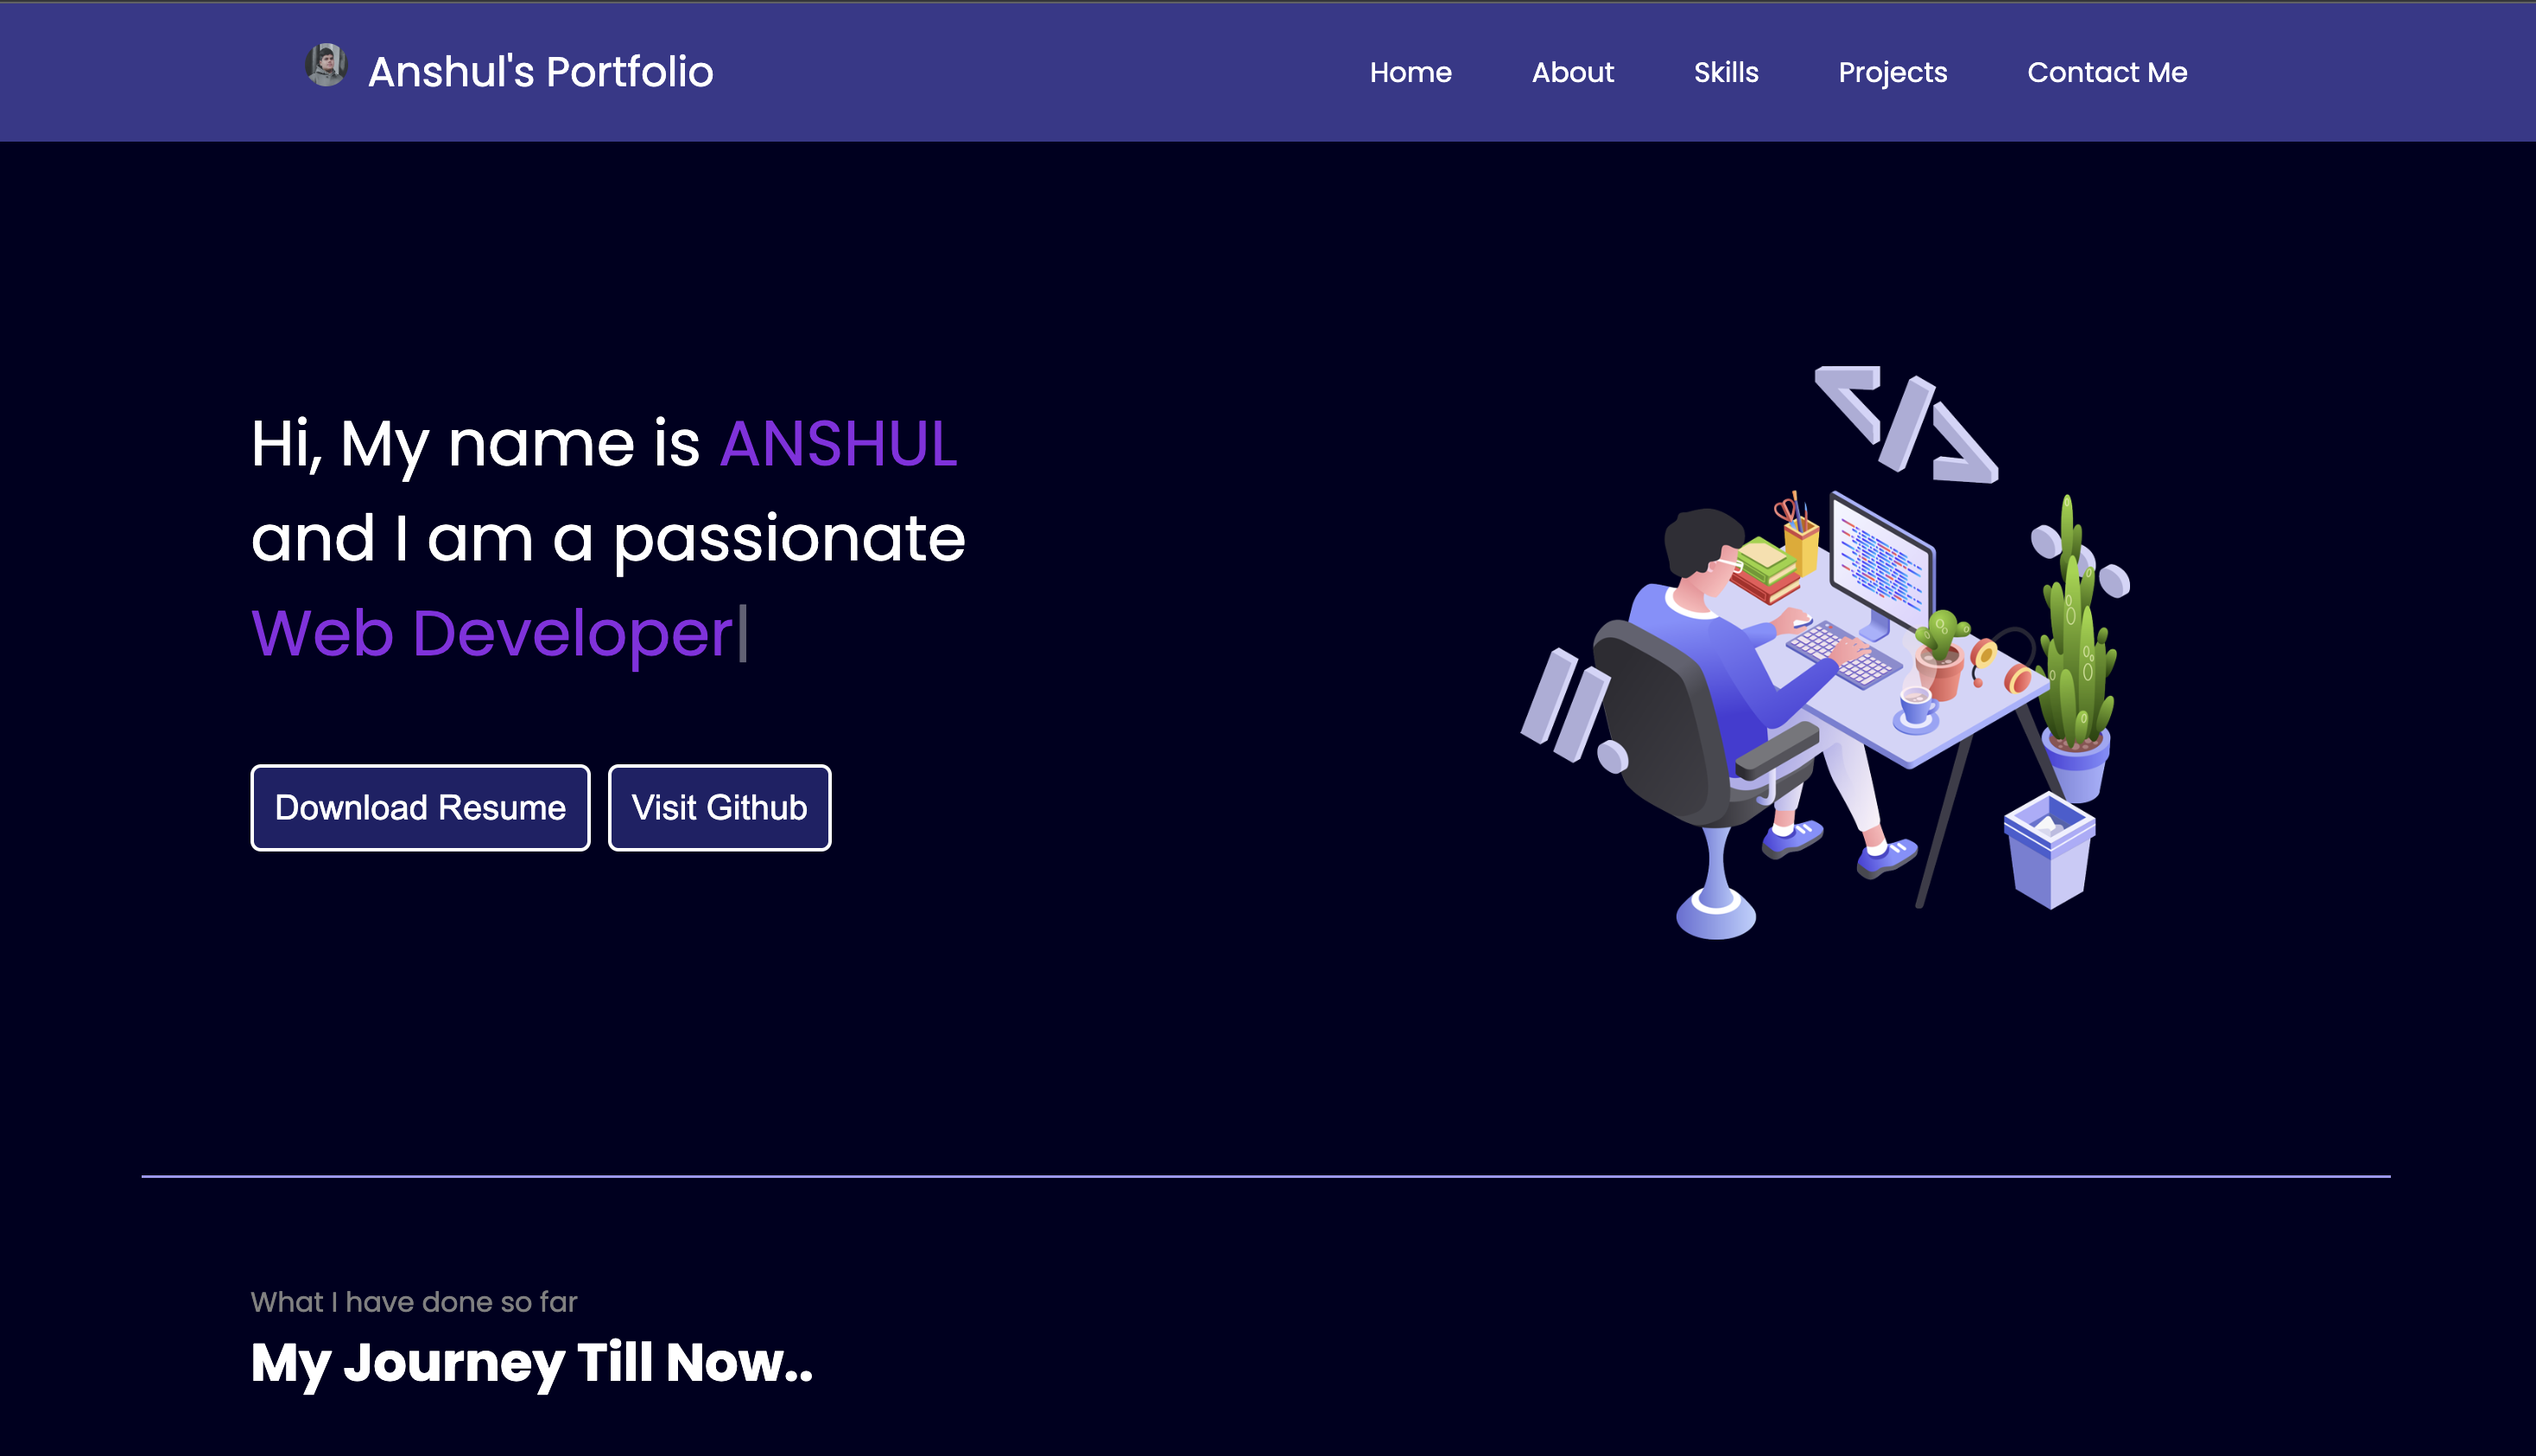 Anshul's Portfolio
Home About Skills Projects Contact Me
Hi, My name is ANSHUL
and I am a passionate
Web Developer|
Download Resume Visit Github
What I have done so far
My Journey Till Now..